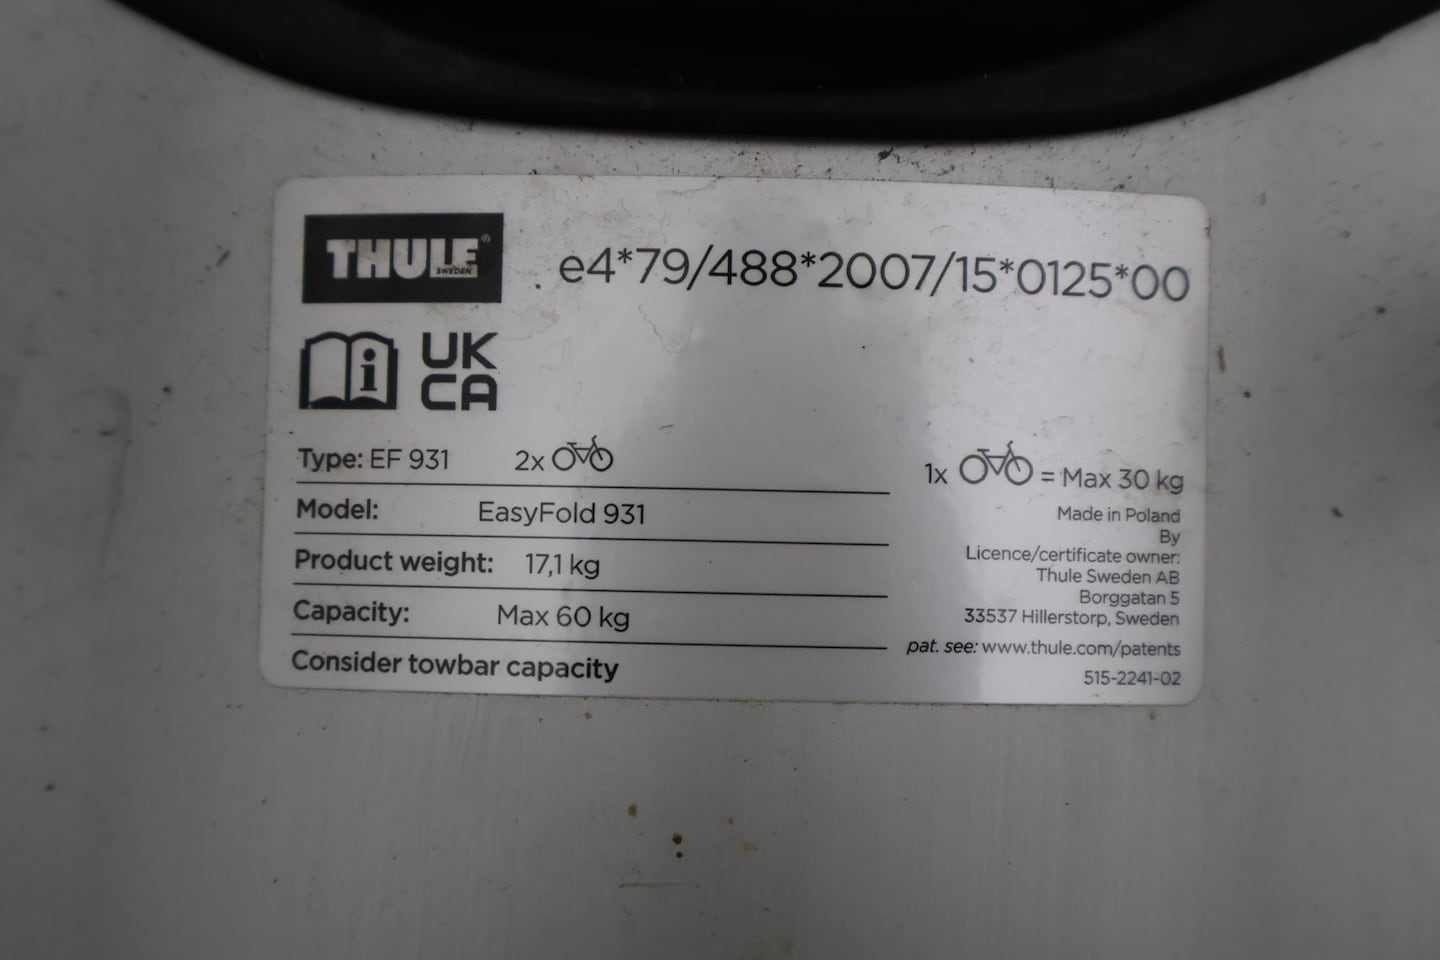 THULE®
SWEDEN
e4*79/488*2007/15*0125*00
UK
CA
Type: EF 931 2x
1x = Max 30 kg
Model: EasyFold 931
Made in Poland
By
Product weight: 17,1 kg
Licence/certificate owner:
Thule Sweden AB
Borggatan 5
33537 Hillerstorp, Sweden
Capacity: Max 60 kg
pat. see: www.thule.com/patents
Consider towbar capacity
515-2241-02